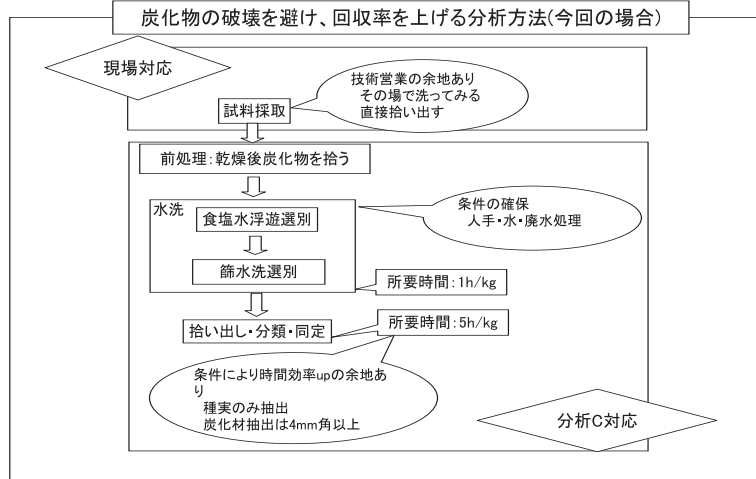 炭化物の破壊を避け、回収率を上げる分析方法(今回の場合)
現場対応
技術営業の余地あり
その場で洗ってみる
直接拾い出す
試料採取
前処理:乾燥後炭化物を拾う
水洗
食塩水浮遊選別
条件の確保
人手・水・廃水処理
篩水洗選別
所要時間:1h/kg
拾い出し・分類・同定
所要時間:5h/kg
条件により時間効率upの余地あ
り
種実のみ抽出
炭化材抽出は4mm角以上
分析C対応